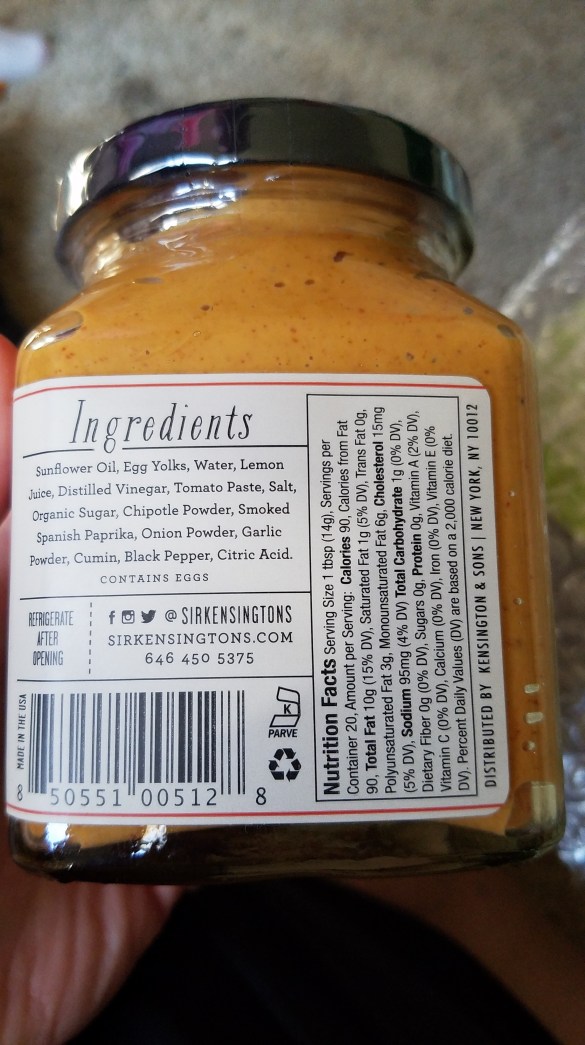 Ingredients
Sunflower Oil, Egg Yolks, Water, Lemon
Juice, Distilled Vinegar, Tomato Paste, Salt,
Organic Sugar, Chipotle Powder, Smoked
Spanish Paprika, Onion Powder, Garlic
Powder, Cumin, Black Pepper, Citric Acid.
CONTAINS EGGS
REFRIGERATE
AFTER
OPENING
@SIRKENSINGTONS
SIRKENSINGTONS.COM
646 450 5375
MADE IN THE USA
8 50551 00512 8
K
PARVE
Nutrition Facts Serving Size 1 tbsp (14g), Servings per
Container 20, Amount per Serving: Calories 90, Calories from Fat
90, Total Fat 10g (15% DV), Saturated Fat 1g (5% DV), Trans Fat 0g,
Polyunsaturated Fat 3g, Monounsaturated Fat 6g, Cholesterol 15mg
(5% DV), Sodium 95mg (4% DV) Total Carbohydrate 1g (0% DV),
Dietary Fiber 0g (0% DV), Sugars 0g, Protein 0g, Vitamin A (2% DV),
Vitamin C (0% DV), Calcium (0% DV), Iron (0% DV), Vitamin E (0%
DV). Percent Daily Values (DV) are based on a 2,000 calorie diet.
DISTRIBUTED BY KENSINGTON & SONS | NEW YORK, NY 10012